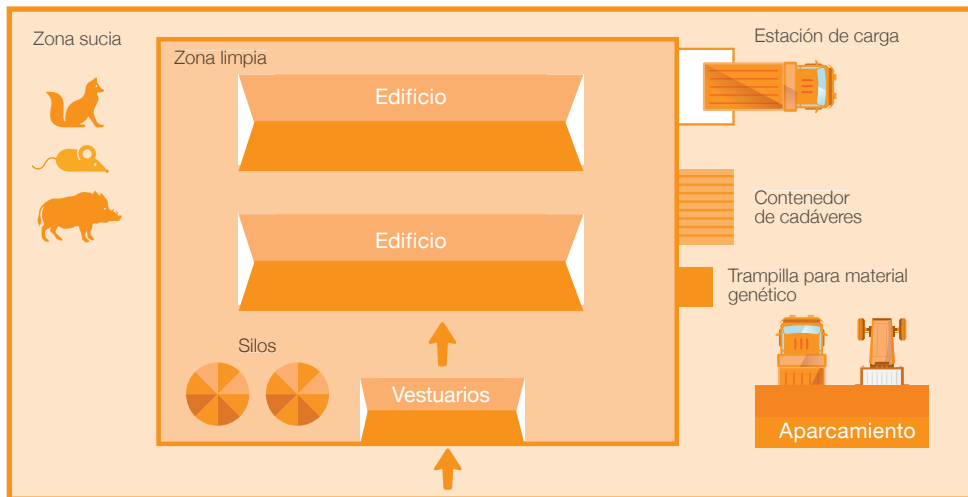 Zona sucia
Zona limpia
Estación de carga
Edificio
Contenedor
de cadáveres
Edificio
Trampilla para material
genético
Silos
Vestuarios
Aparcamiento